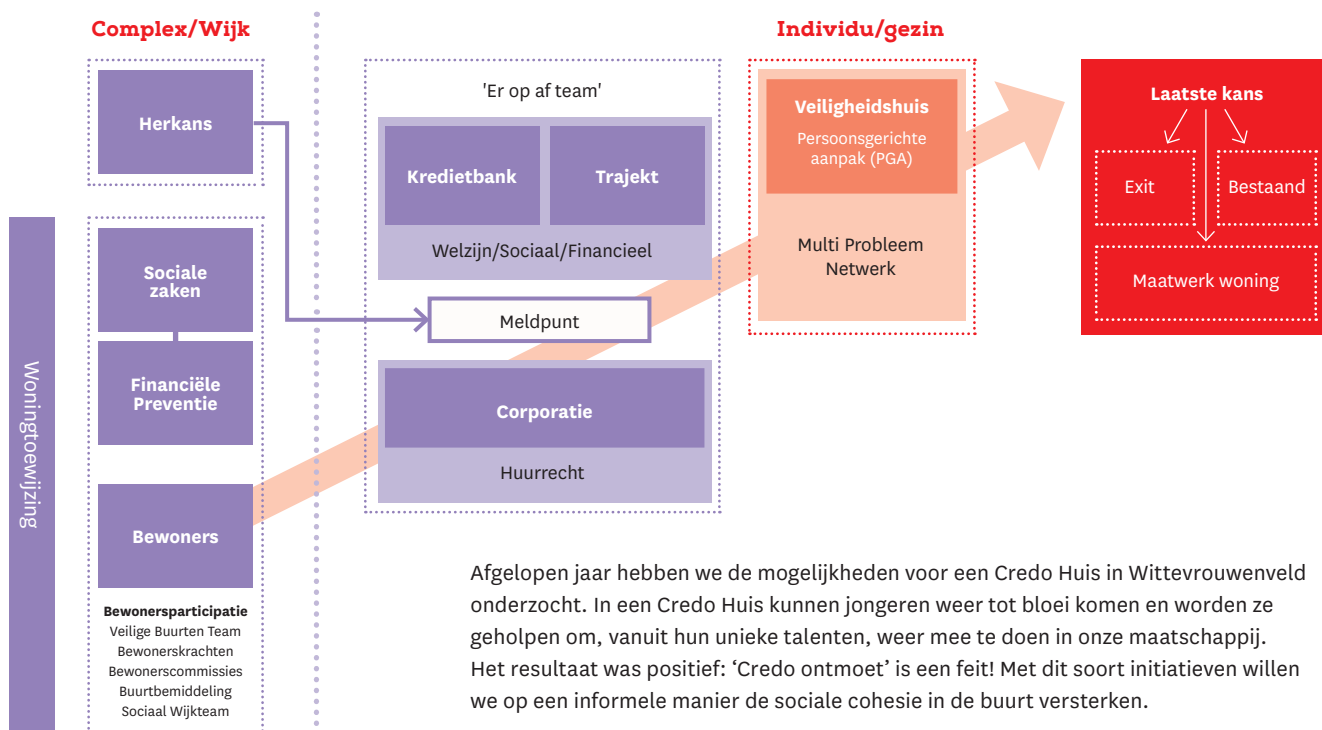 Complex/Wijk
Herkans
Woningtoewijzing
Sociale
zaken
Financiële
Preventie
Bewoners
Bewonersparticipatie
Veilige Buurten Team
Bewonerskrachten
Bewonerscommissies
Buurtbemiddeling
Sociaal Wijkteam
'Er op af team'
Kredietbank
Trajekt
Welzijn/Sociaal/Financieel
Meldpunt
Corporatie
Huurrecht
Individu/gezin
Veiligheidshuis
Persoonsgerichte
aanpak (PGA)
Multi Probleem
Netwerk
Laatste kans
Exit
Bestaand
Maatwerk woning
Afgelopen jaar hebben we de mogelijkheden voor een Credo Huis in Wittevrouwenveld
onderzocht. In een Credo Huis kunnen jongeren weer tot bloei komen en worden ze
geholpen om, vanuit hun unieke talenten, weer mee te doen in onze maatschappij.
Het resultaat was positief: ‘Credo ontmoet’ is een feit! Met dit soort initiatieven willen
we op een informele manier de sociale cohesie in de buurt versterken.